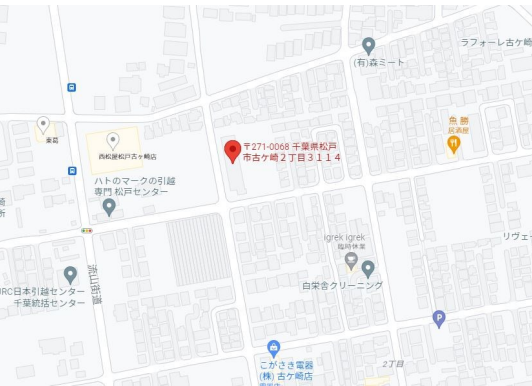 ラフォーレ古ケ崎
(有)森ミート
魚勝
居酒屋
東葛
西松屋松戸古ヶ崎店
〒271-0068 千葉県松戸
市古ケ崎２丁目３１１４
ハトのマークの引越
専門 松戸センター
所
igrek igrek
臨時休業
リヴェー
流山街道
URC日本引越センター
千葉統括センター
白栄舎クリーニング
P
こがさき電器
(株) 古ケ崎店
2丁目